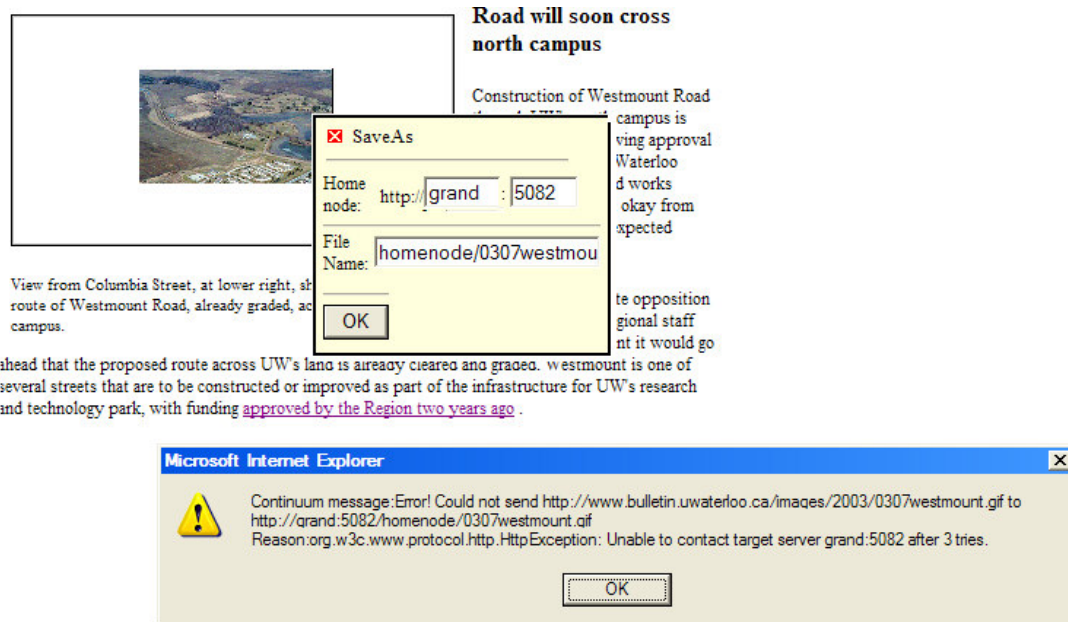 Road will soon cross
north campus
Construction of Westmount Road
campus is
ving approval
Waterloo
d works
okay from
xpected
SaveAs
Home
node:
http:// grand : 5082
File
Name:
homenode/0307westmou
OK
View from Columbia Street, at lower right, sh
route of Westmount Road, already graded, ac
campus.
te opposition
gional staff
nt it would go
ahead that the proposed route across UW's land is already cleared and graded. Westmount is one of
several streets that are to be constructed or improved as part of the infrastructure for UW's research
and technology park, with funding approved by the Region two years ago .
Microsoft Internet Explorer
Continuum message:Error! Could not send http://www.bulletin.uwaterloo.ca/images/2003/0307westmount.gif to
http://grand:5082/homenode/0307westmount.gif
Reason:org.w3c.www.protocol.http.HttpException: Unable to contact target server grand:5082 after 3 tries.
OK